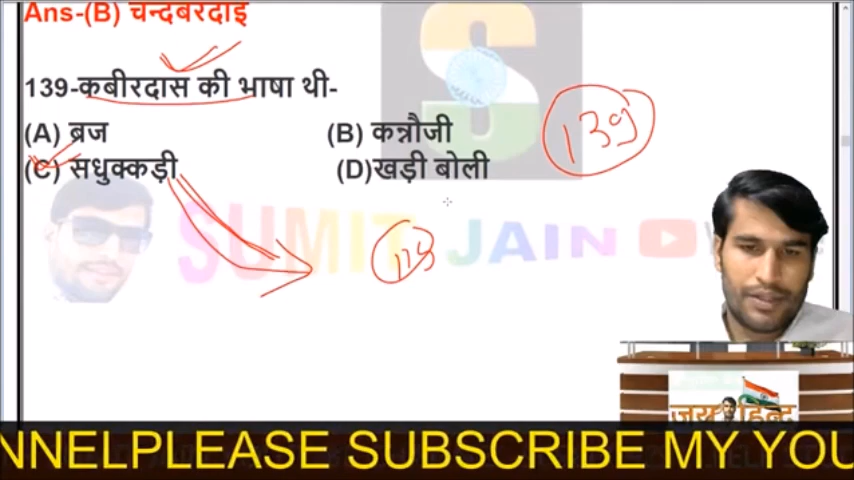 Ans-(B) चन्दबरदाइ
139-कबीरदास की भाषा थी-
(A) ब्रज (B) कन्नौजी
139
(C) सधुक्कड़ी (D)खड़ी बोली
SUMIT JAIN
जय हिन्द
NNELPLEASE SUBSCRIBE MY YOU